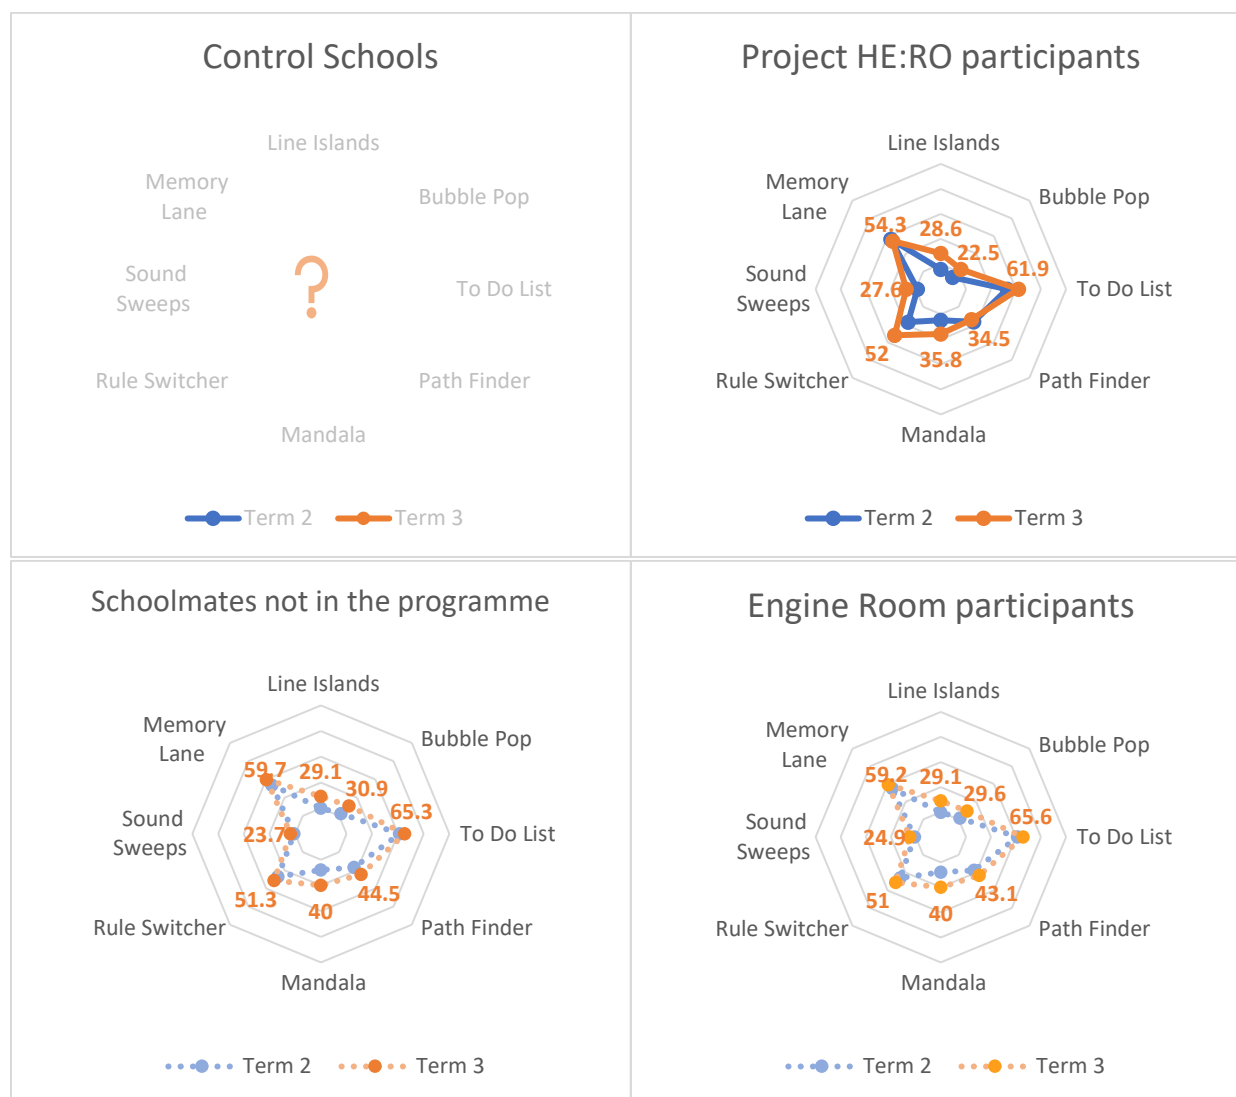 Control Schools
Line Islands
Memory
Lane
Bubble Pop
Sound
Sweeps
?
To Do List
Rule Switcher
Path Finder
Mandala
Term 2
Term 3
Project HE:RO participants
Line Islands
Memory
Lane
Bubble Pop
54.3
28.6
22.5
61.9
Sound
Sweeps
27.6
To Do List
52
35.8
34.5
Rule Switcher
Path Finder
Mandala
Term 2
Term 3
Schoolmates not in the programme
Line Islands
Memory
Lane
Bubble Pop
59.7
29.1
30.9
65.3
Sound
Sweeps
23.7
To Do List
51.3
40
44.5
Rule Switcher
Path Finder
Mandala
Term 2
Term 3
Engine Room participants
Line Islands
Memory
Lane
Bubble Pop
59.2
29.1
29.6
65.6
Sound
Sweeps
24.9
To Do List
51
40
43.1
Rule Switcher
Path Finder
Mandala
Term 2
Term 3